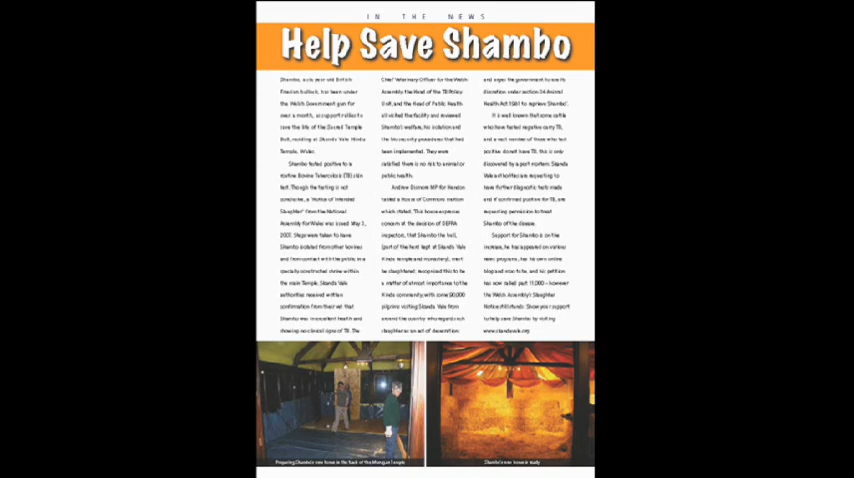 IN THE NEWS
Help Save Shambo
Shambo, a six year old British
Friesian bullock, has been under
the Welsh Government gun for
over a month, as support rallies to
save the life of the Sacred Temple
Bull, residing at Skanda Vale Hindu
Temple, Wales.
Shambo tested positive to a
routine Bovine Tuberculosis (TB) skin
test. Though the testing is not
conclusive, a 'Notice of Intended
Slaughter' from the National
Assembly for Wales was issued May 3,
2007. Steps were taken to have
Shambo isolated from other bovines
and from contact with the public in a
specially constructed shrine within
the main Temple. Skanda Vale
authorities received written
confirmation from their vet that
Shambo was in excellent health and
showing no clinical signs of TB. The
Chief Veterinary Officer for the Welsh
Assembly, the Head of the TB Policy
Unit, and the Head of Public Health
all visited the facility and reviewed
Shambo's welfare, his isolation and
the bio security procedures that had
been implemented. They were
satisfied there is no risk to animal or
public health.
Andrew Dismore MP for Hendon
tabled a House of Commons motion
which stated: This house expresses
concern at the decision of DEFRA
inspectors, that Shambo the bull,
(part of the herd kept at Skanda Vale
Hindu temple and monastery), must
be slaughtered; recognises this to be
a matter of utmost importance to the
Hindu community, with some 90,000
pilgrims visiting Skanda Vale from
around the country who regards such
slaughter as an act of desecration;
and urges the government to use its
discretion under section 34 Animal
Health Act 1981 to reprieve Shambo'.
It is well known that some cattle
who have tested negative carry TB,
and a vast number of those who test
positive do not have TB, this is only
discovered by a post mortem. Skanda
Vale authorities are requesting to
have further diagnostic tests made
and if confirmed positive for TB, are
requesting permission to treat
Shambo of the disease.
Support for Shambo is on the
increase, he has appeared on various
news programs, has his own online
blog and moo-tube, and his petition
has now tallied past 17,000 – however
the Welsh Assembly's Slaughter
Notice still stands. Show your support
to help save Shambo by visiting
www.skandavale.org
Preparing Shambo's new home in the back of the Murugan Temple
Shambo's new home is ready